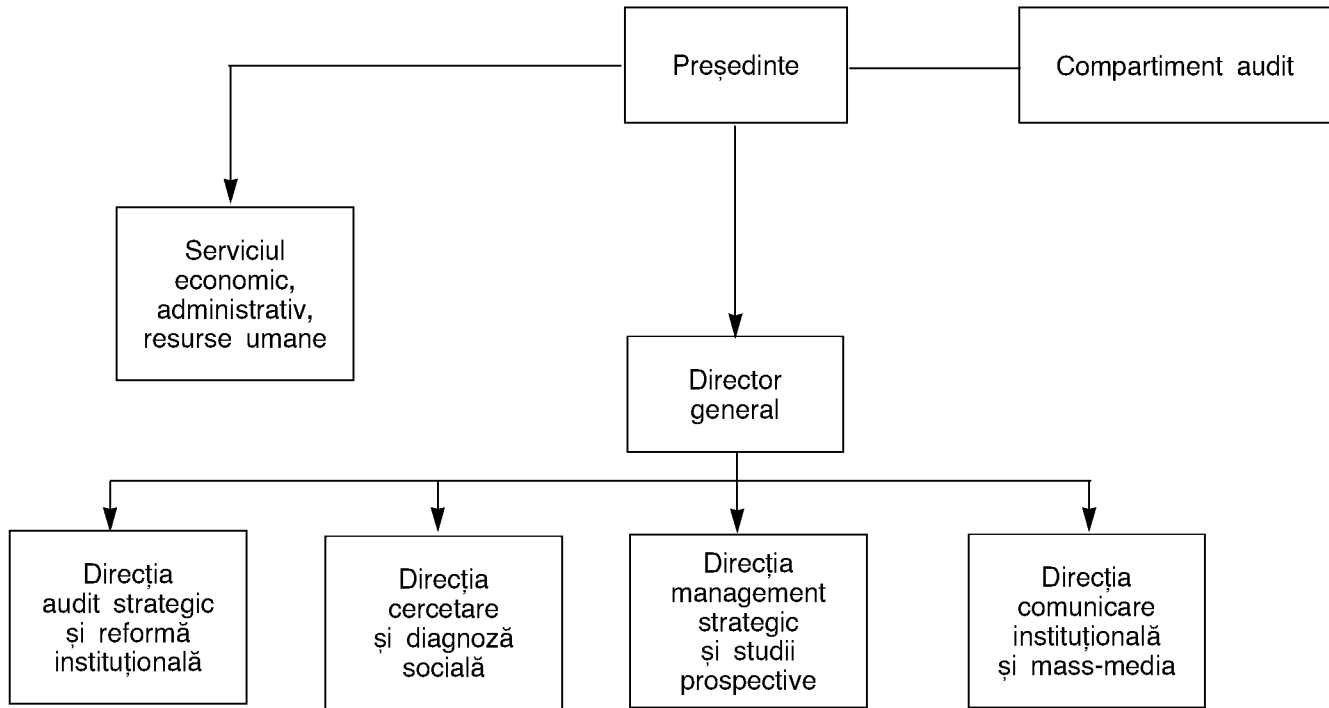 Președinte
Compartiment audit
Serviciul
economic,
administrativ,
resurse umane
Director
general
Direcția
audit strategic
și reformă
instituțională
Direcția
cercetare
și diagnoză
socială
Direcția
management
strategic
și studii
prospective
Direcția
comunicare
instituțională
și mass-media